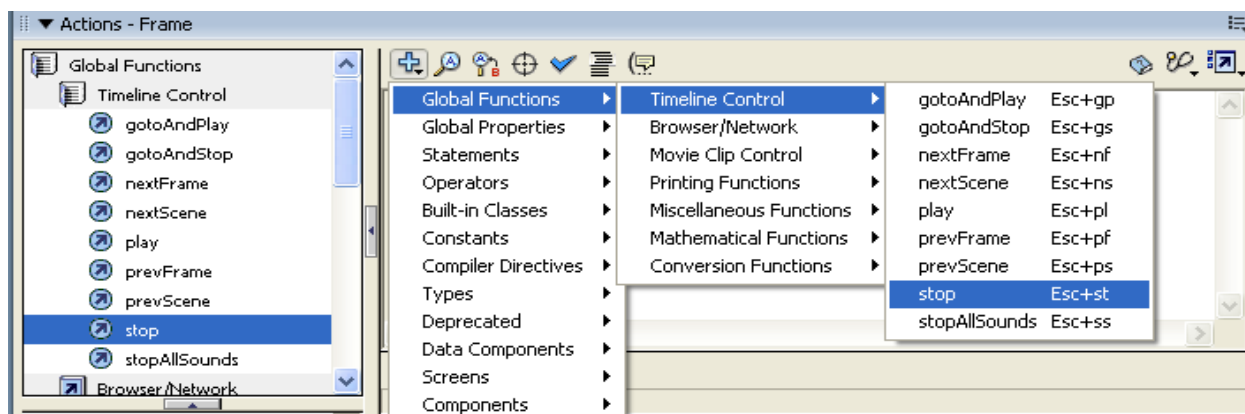 Actions - Frame
Global Functions
Timeline Control
gotoAndPlay
gotoAndStop
nextFrame
nextScene
play
prevFrame
prevScene
stop
stopAllSounds
Browser/Network
Global Functions
Global Properties
Statements
Operators
Built-in Classes
Constants
Compiler Directives
Types
Deprecated
Data Components
Screens
Components
Timeline Control
Browser/Network
Movie Clip Control
Printing Functions
Miscellaneous Functions
Mathematical Functions
Conversion Functions
gotoAndPlay Esc+gp
gotoAndStop Esc+gs
nextFrame Esc+nf
nextScene Esc+ns
play Esc+pl
prevFrame Esc+pf
prevScene Esc+ps
stop Esc+st
stopAllSounds Esc+ss